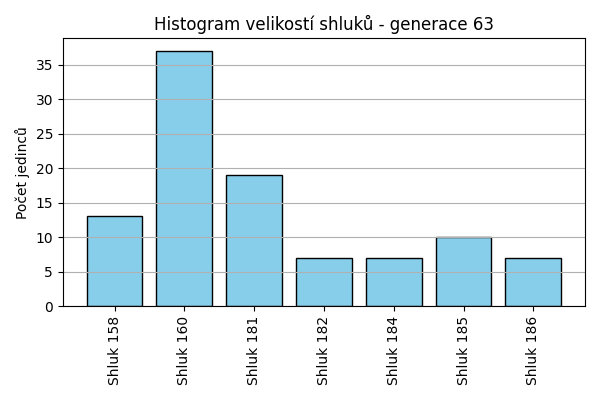 Histogram velikostí shluků - generace 63
Počet jedinců
35
30
25
20
15
10
5
0
Shluk 158
Shluk 160
Shluk 181
Shluk 182
Shluk 184
Shluk 185
Shluk 186